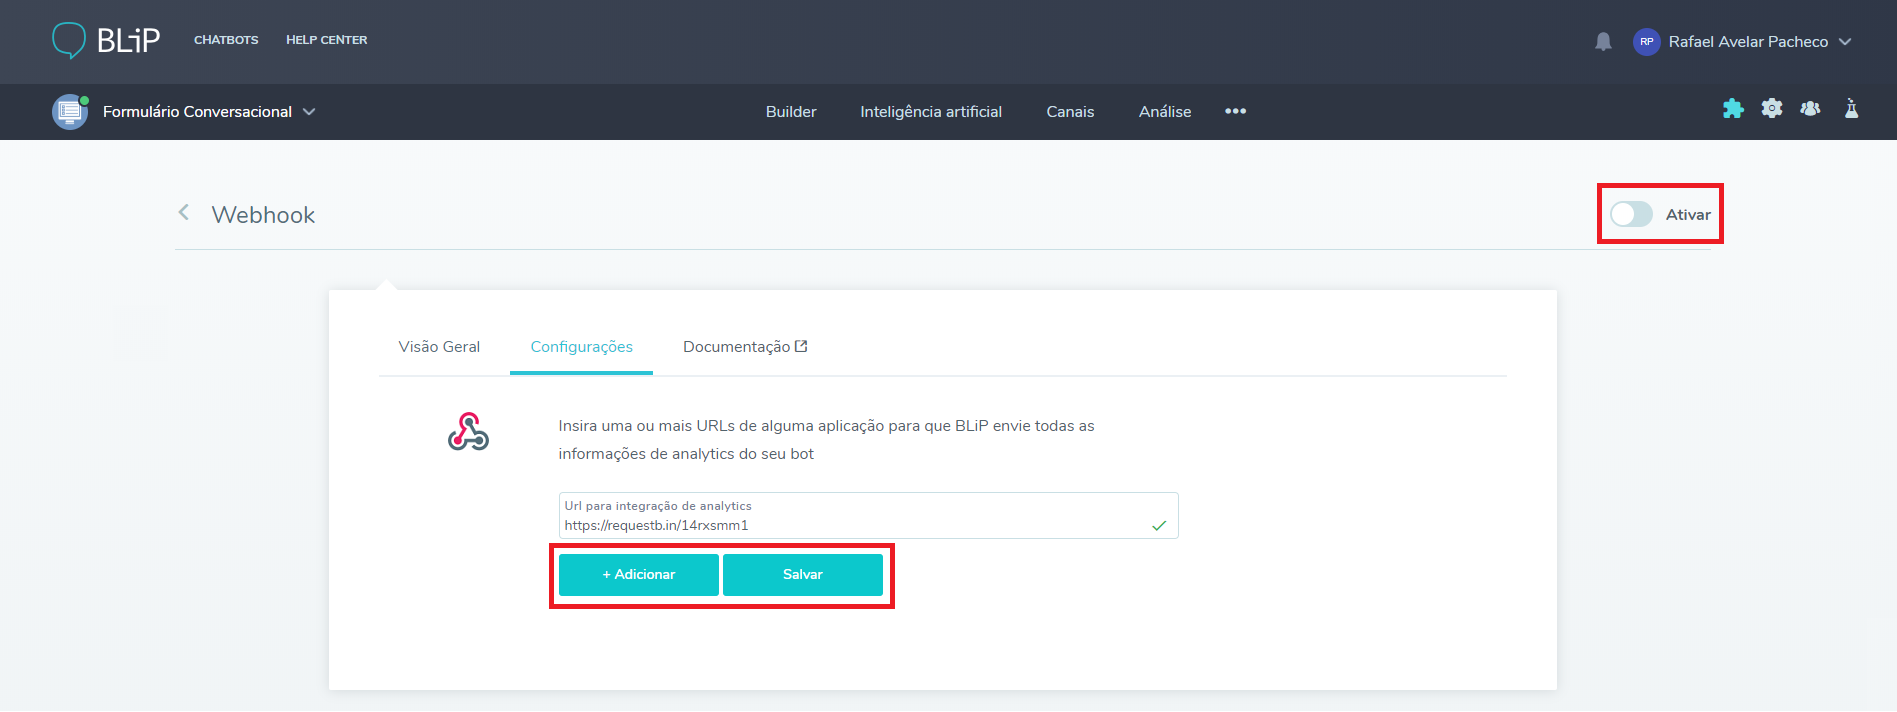 BLiP CHATBOTS HELP CENTER RP Rafael Avelar Pacheco
Formulário Conversacional Builder Inteligência artificial Canais Análise •••
Webhook Ativar
Visão Geral Configurações Documentação
Insira uma ou mais URLs de alguma aplicação para que BLiP envie todas as
informações de analytics do seu bot
Url para integração de analytics
https://requestb.in/14rxsmm1
+ Adicionar Salvar